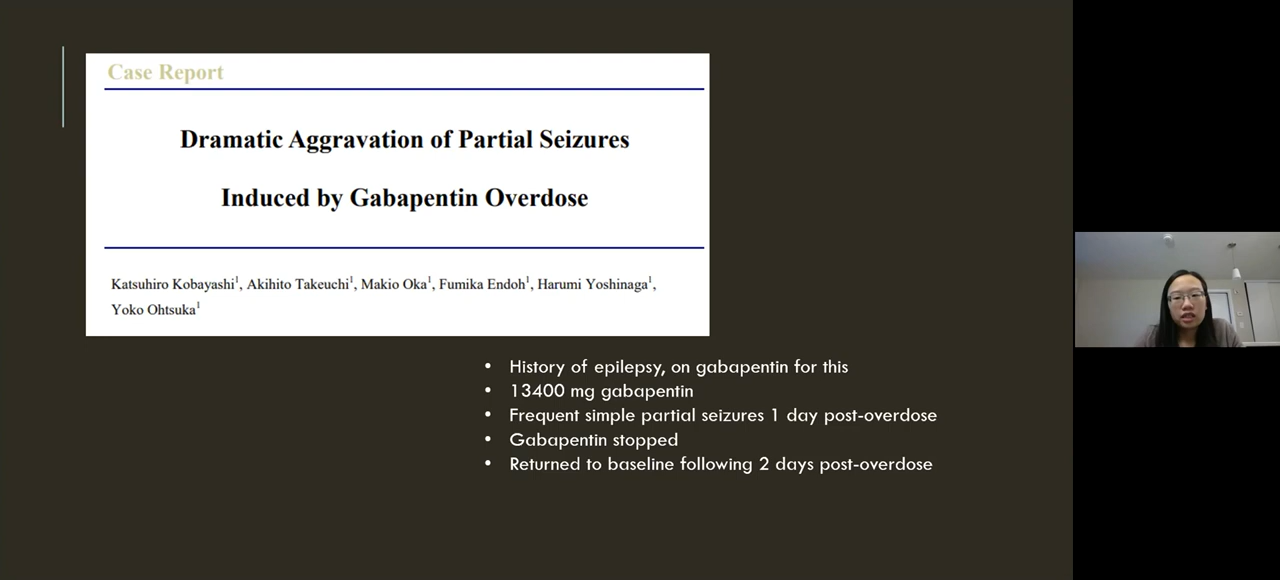 Case Report
Dramatic Aggravation of Partial Seizures
Induced by Gabapentin Overdose
Katsuhiro Kobayashi¹, Akihito Takeuchi¹, Makio Oka¹, Fumika Endoh¹, Harumi Yoshinaga¹,
Yoko Ohtsuka¹
• History of epilepsy, on gabapentin for this
• 13400 mg gabapentin
• Frequent simple partial seizures 1 day post-overdose
• Gabapentin stopped
• Returned to baseline following 2 days post-overdose